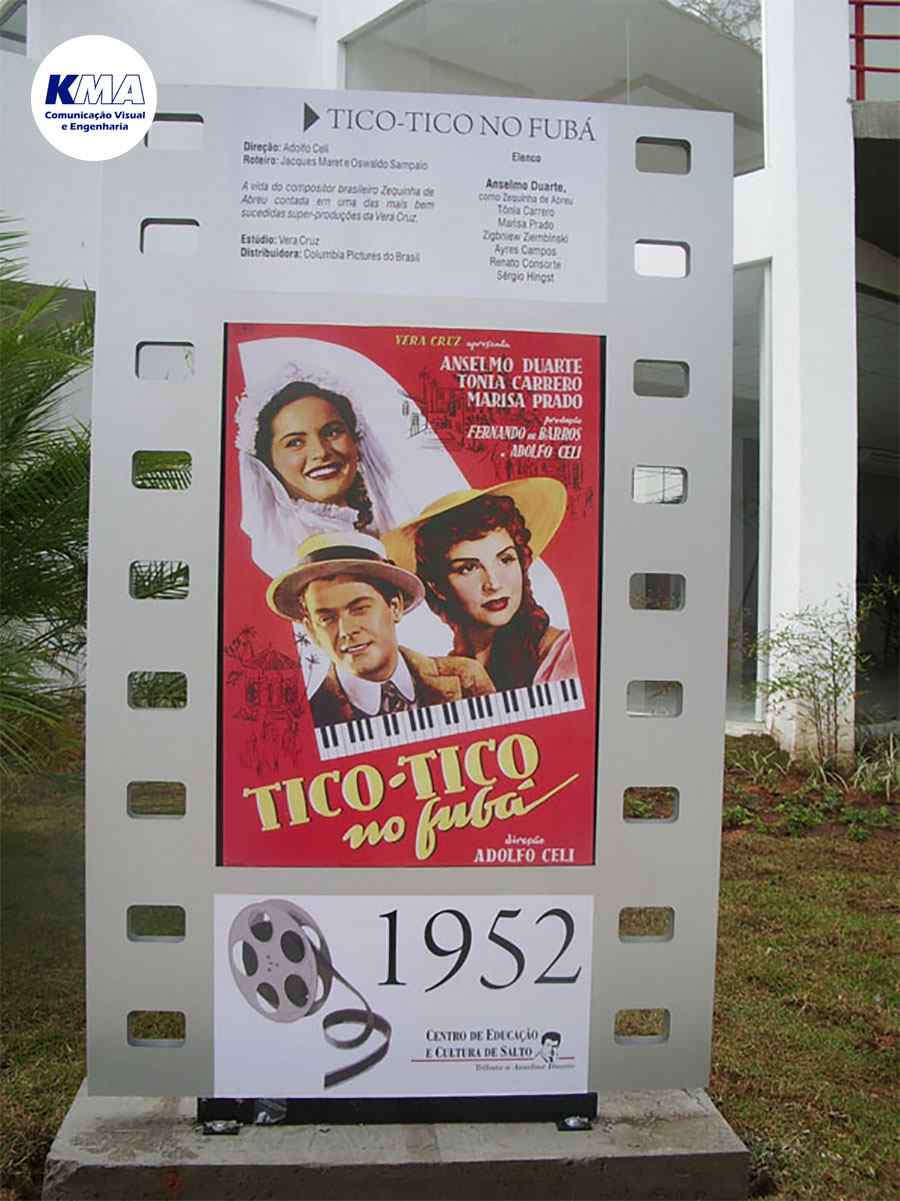 KMA
Comunicação Visual
e Engenharia
TICO-TICO NO FUBÁ
Direção: Adolfo Celi
Roteiro: Jacques Maret e Oswaldo Sampaio
A vida do compositor brasileiro Zequinha de
Abreu contada em uma das mais bem
sucedidas super-produções da Vera Cruz.
Estúdio: Vera Cruz
Distribuidora: Columbia Pictures do Brasil
Elenco
Anselmo Duarte,
como Zequinha de Abreu
Tônia Carrero
Marisa Prado
Zigbniew Ziembinski
Ayres Campos
Renato Consorte
Sérgio Hingst
VERA CRUZ apresenta
ANSELMO DUARTE
TONIA CARRERO
MARISA PRADO
produção
FERNANDO DE BARROS
e ADOLFO CELI
TICO-TICO
no fubá
direção
ADOLFO CELI
1952
CENTRO DE EDUCAÇÃO
E CULTURA DE SALTO
Tributo a Anselmo Duarte